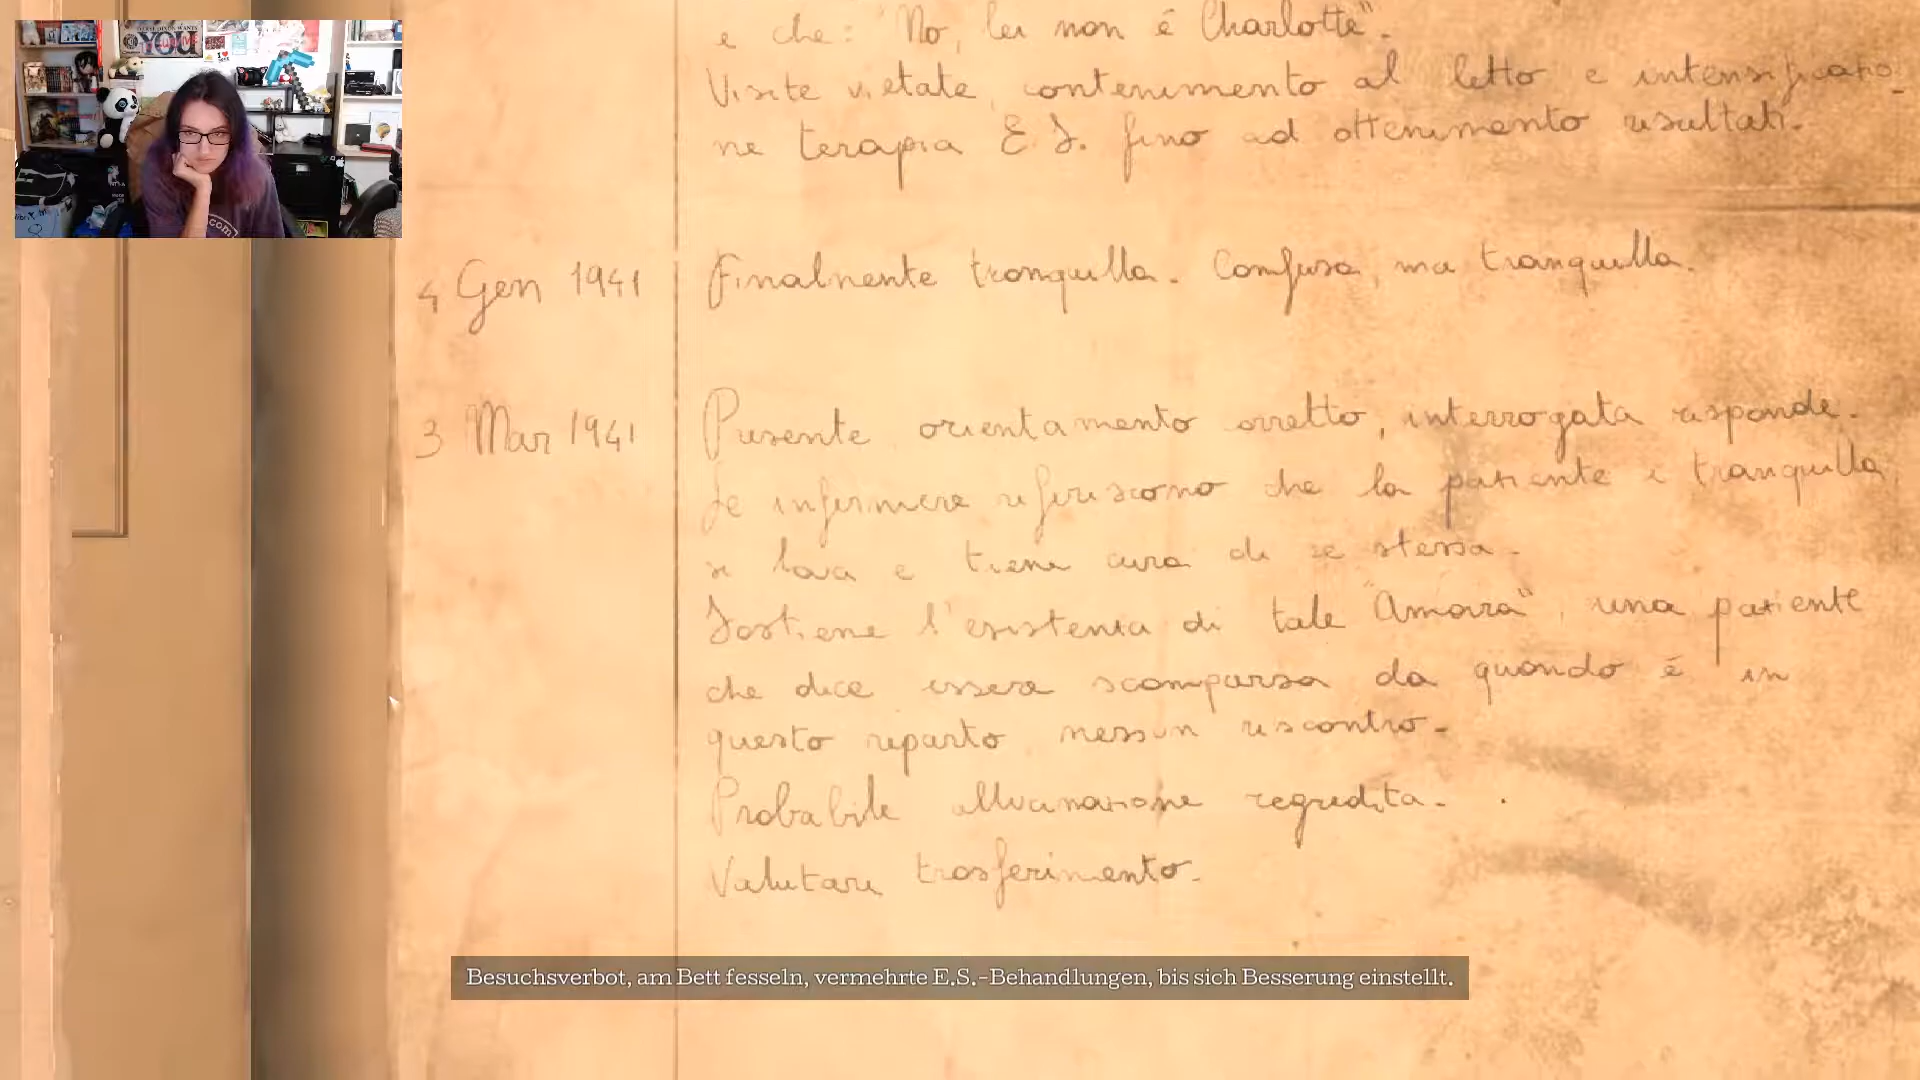 YOU
e che: "No, lei non é Charlotte".
Visite vietate, contenimento al letto e intensificazio-
ne terapia E.S. fino ad ottenimento risultati.
4 Gen 1941
Finalmente tranquilla. Confusa, ma tranquilla.
3 Mar 1941
Presente orientamento corretto, interrogata risponde.
Le infermiere riferiscono che la paziente è tranquilla
si lava e tiene cura di se stessa.
Sostiene l'esistenza di tale "Amara", una paziente
che dice essere scomparsa da quando é in
questo reparto, nessun riscontro.
Probabile allucinazione regredita.
Valutare trasferimento.
Besuchsverbot, am Bett fesseln, vermehrte E.S.-Behandlungen, bis sich Besserung einstellt.